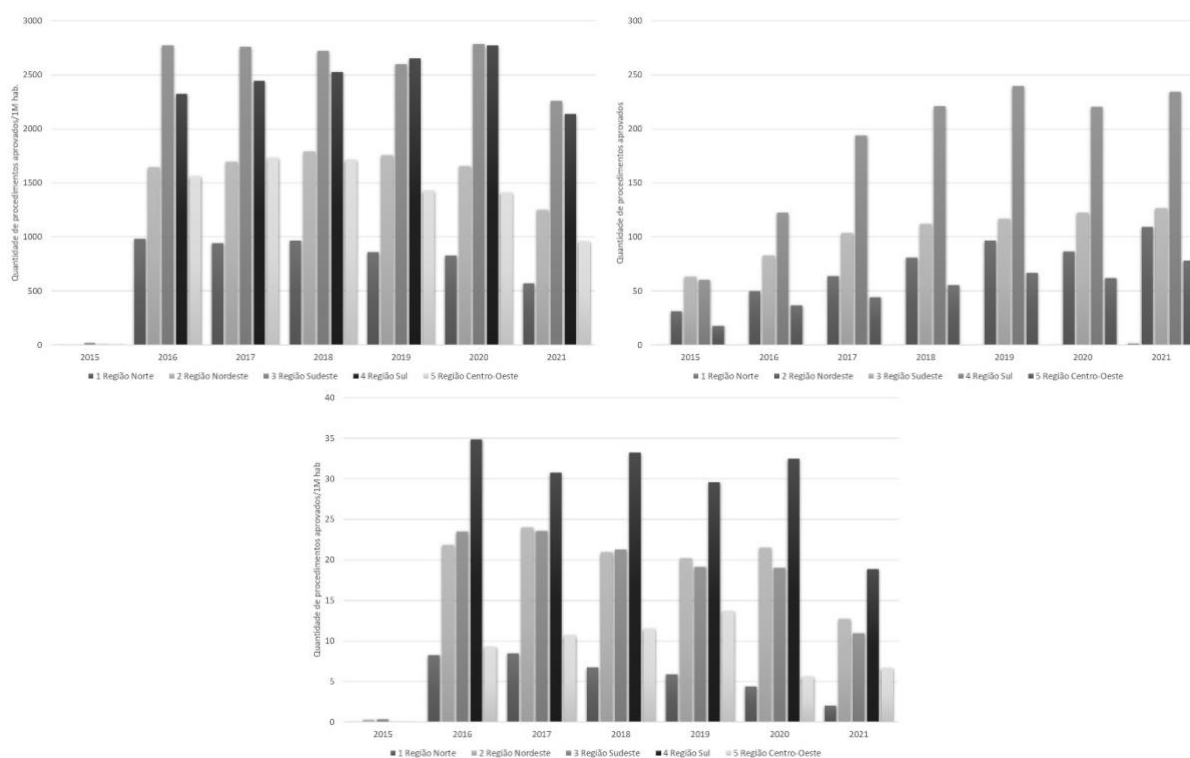 3000
2500
2000
1500
1000
500
0
Quantidade de procedimentos aprovados/1M hab.
2015 2016 2017 2018 2019 2020 2021
■ 1 Região Norte ■ 2 Região Nordeste ■ 3 Região Sudeste ■ 4 Região Sul ■ 5 Região Centro-Oeste
300
250
200
150
100
50
0
Quantidade de procedimentos aprovados
2015 2016 2017 2018 2019 2020 2021
■ 1 Região Norte ■ 2 Região Nordeste ■ 3 Região Sudeste ■ 4 Região Sul ■ 5 Região Centro-Oeste
40
35
30
25
20
15
10
5
0
Quantidade de procedimentos aprovados/1M hab
2015 2016 2017 2018 2019 2020 2021
■ 1 Região Norte ■ 2 Região Nordeste ■ 3 Região Sudeste ■ 4 Região Sul ■ 5 Região Centro-Oeste